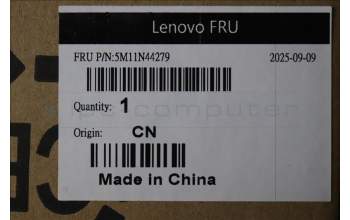 Lenovo FRU
FRU P/N:5M11N44279 2025-09-09
Quantity: 1
Origin: CN
Made in China